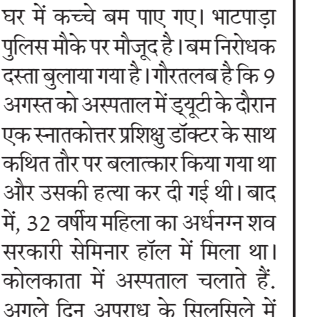 घर में कच्चे बम पाए गए। भाटपाड़ा
पुलिस मौके पर मौजूद है। बम निरोधक
दस्ता बुलाया गया है। गौरतलब है कि 9
अगस्त को अस्पताल में ड्यूटी के दौरान
एक स्नातकोत्तर प्रशिक्षु डॉक्टर के साथ
कथित तौर पर बलात्कार किया गया था
और उसकी हत्या कर दी गई थी। बाद
में, 32 वर्षीय महिला का अर्धनग्न शव
सरकारी सेमिनार हॉल में मिला था।
कोलकाता में अस्पताल चलाते हैं.
अगले दिन अपराध के सिलसिले में